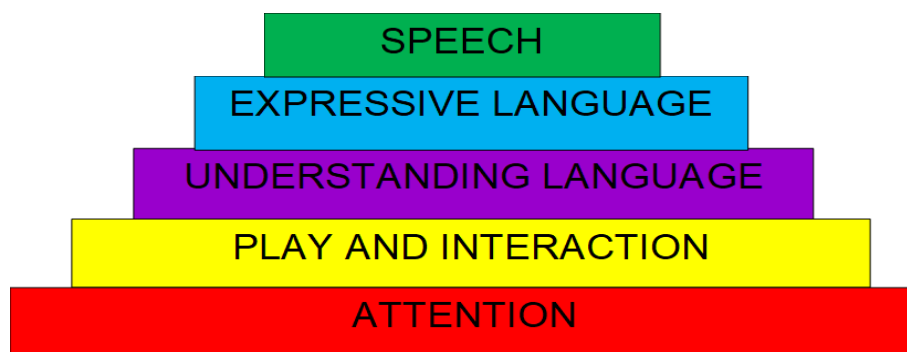 SPEECH
EXPRESSIVE LANGUAGE
UNDERSTANDING LANGUAGE
PLAY AND INTERACTION
ATTENTION